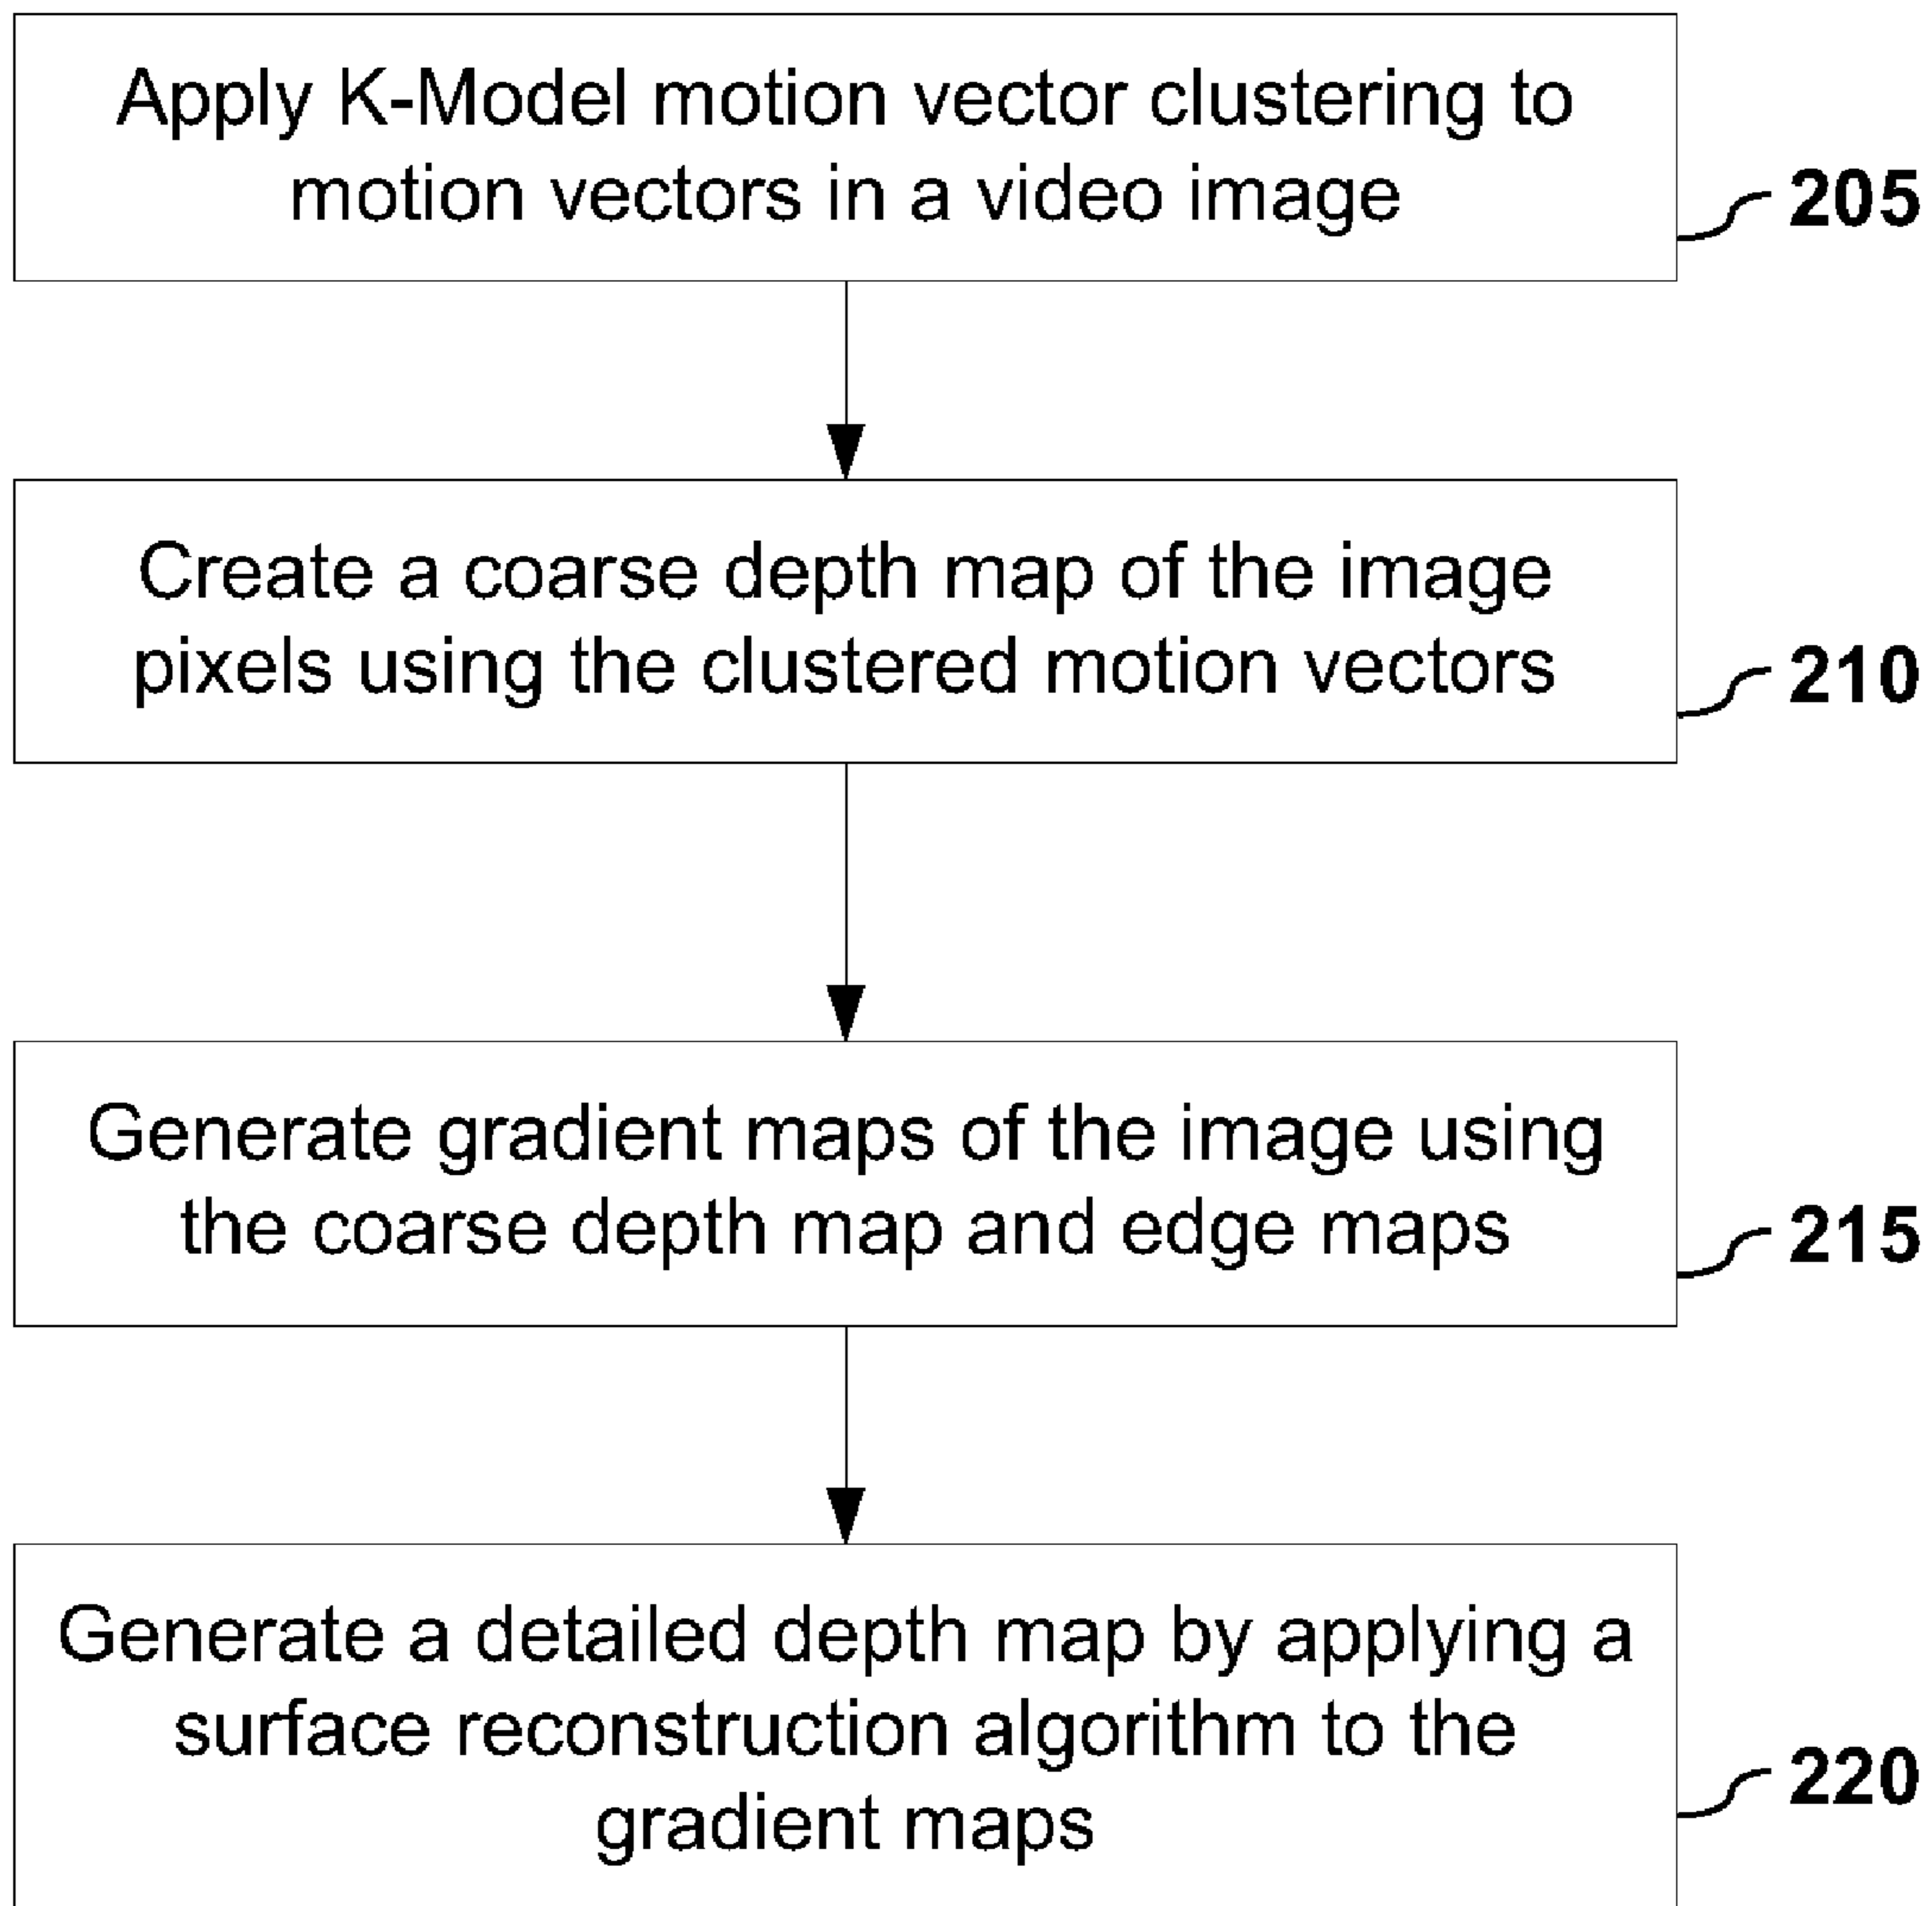 Apply K-Model motion vector clustering to
motion vectors in a video image
205
Create a coarse depth map of the image
pixels using the clustered motion vectors
210
Generate gradient maps of the image using
the coarse depth map and edge maps
215
Generate a detailed depth map by applying a
surface reconstruction algorithm to the
gradient maps
220